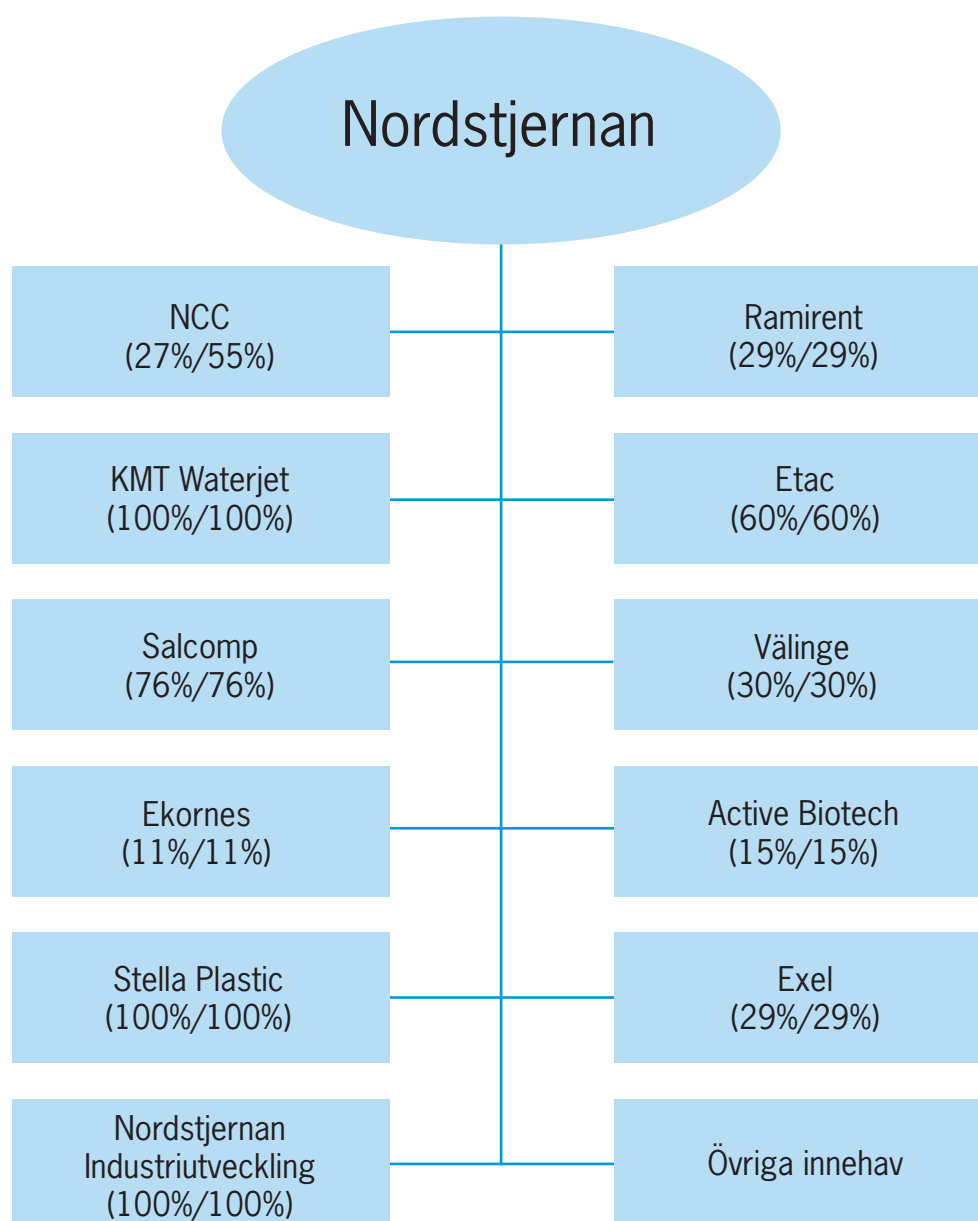 Nordstjernan
NCC
(27%/55%)
Ramirent
(29%/29%)
KMT Waterjet
(100%/100%)
Etac
(60%/60%)
Salcomp
(76%/76%)
Välinge
(30%/30%)
Ekornes
(11%/11%)
Active Biotech
(15%/15%)
Stella Plastic
(100%/100%)
Exel
(29%/29%)
Nordstjernan
Industriutveckling
(100%/100%)
Övriga innehav